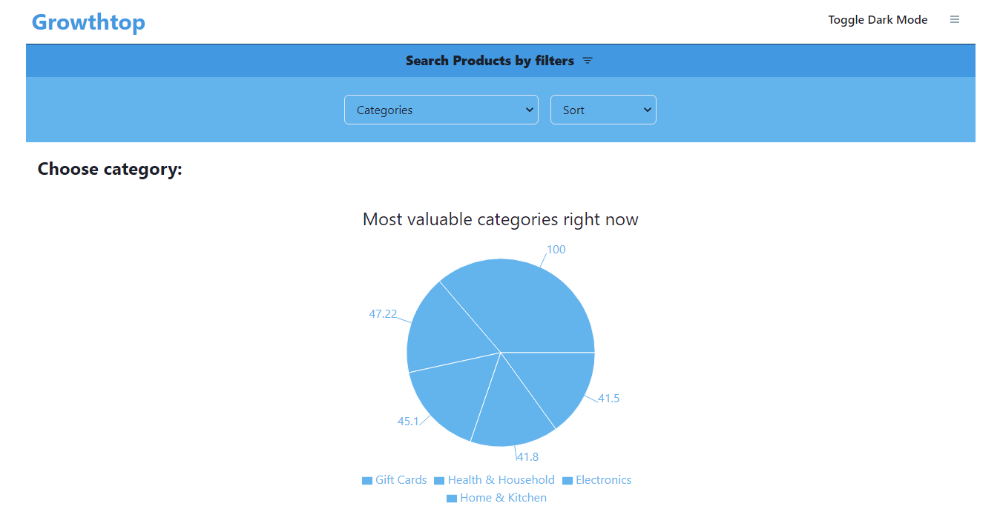 Growthtop
Toggle Dark Mode
Search Products by filters
Categories
Sort
Choose category:
Most valuable categories right now
100
47.22
41.5
45.1
41.8
Gift Cards Health & Household Electronics
Home & Kitchen